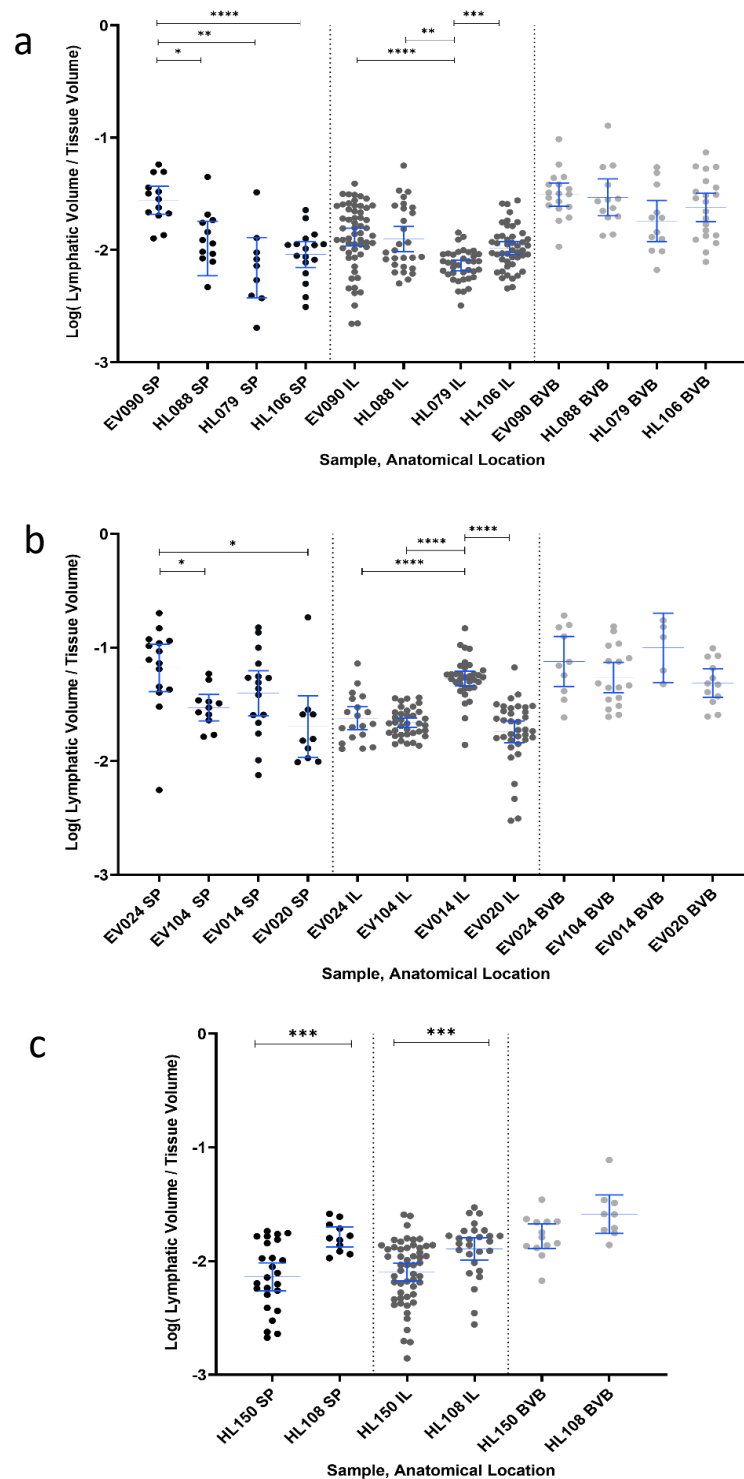 a
Log( Lymphatic Volume / Tissue Volume)
0
-1
-2
-3
****
**
*
***
**
****
EV090 SP
HL088 SP
HL079 SP
HL106 SP
EV090 IL
HL088 IL
HL079 IL
HL106 IL
EV090 BVB
HL088 BVB
HL079 BVB
HL106 BVB
Sample, Anatomical Location
b
Log( Lymphatic Volume / Tissue Volume)
0
-1
-2
-3
*
*
****
****
****
EV024 SP
EV104 SP
EV014 SP
EV020 SP
EV024 IL
EV104 IL
EV014 IL
EV020 IL
EV024 BVB
EV104 BVB
EV014 BVB
EV020 BVB
Sample, Anatomical Location
c
Log( Lymphatic Volume / Tissue Volume)
0
-1
-2
-3
***
***
HL150 SP
HL108 SP
HL150 IL
HL108 IL
HL150 BVB
HL108 BVB
Sample, Anatomical Location